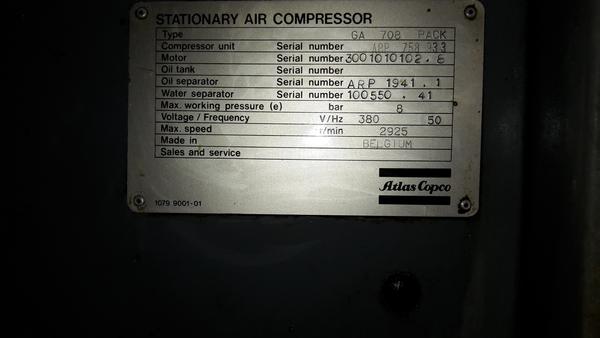 STATIONARY AIR COMPRESSOR
Type GA 708 PACK
Compressor unit Serial number ARP 758 933
Motor Serial number 3001010102.6
Oil tank Serial number
Oil separator Serial number ARP 1941.1
Water separator Serial number 100550.41
Max. working pressure (e) bar 8
Voltage / Frequency V/Hz 380 50
Max. speed r/min 2925
Made in BELGIUM
Sales and service
Atlas Copco
1079 9001-01